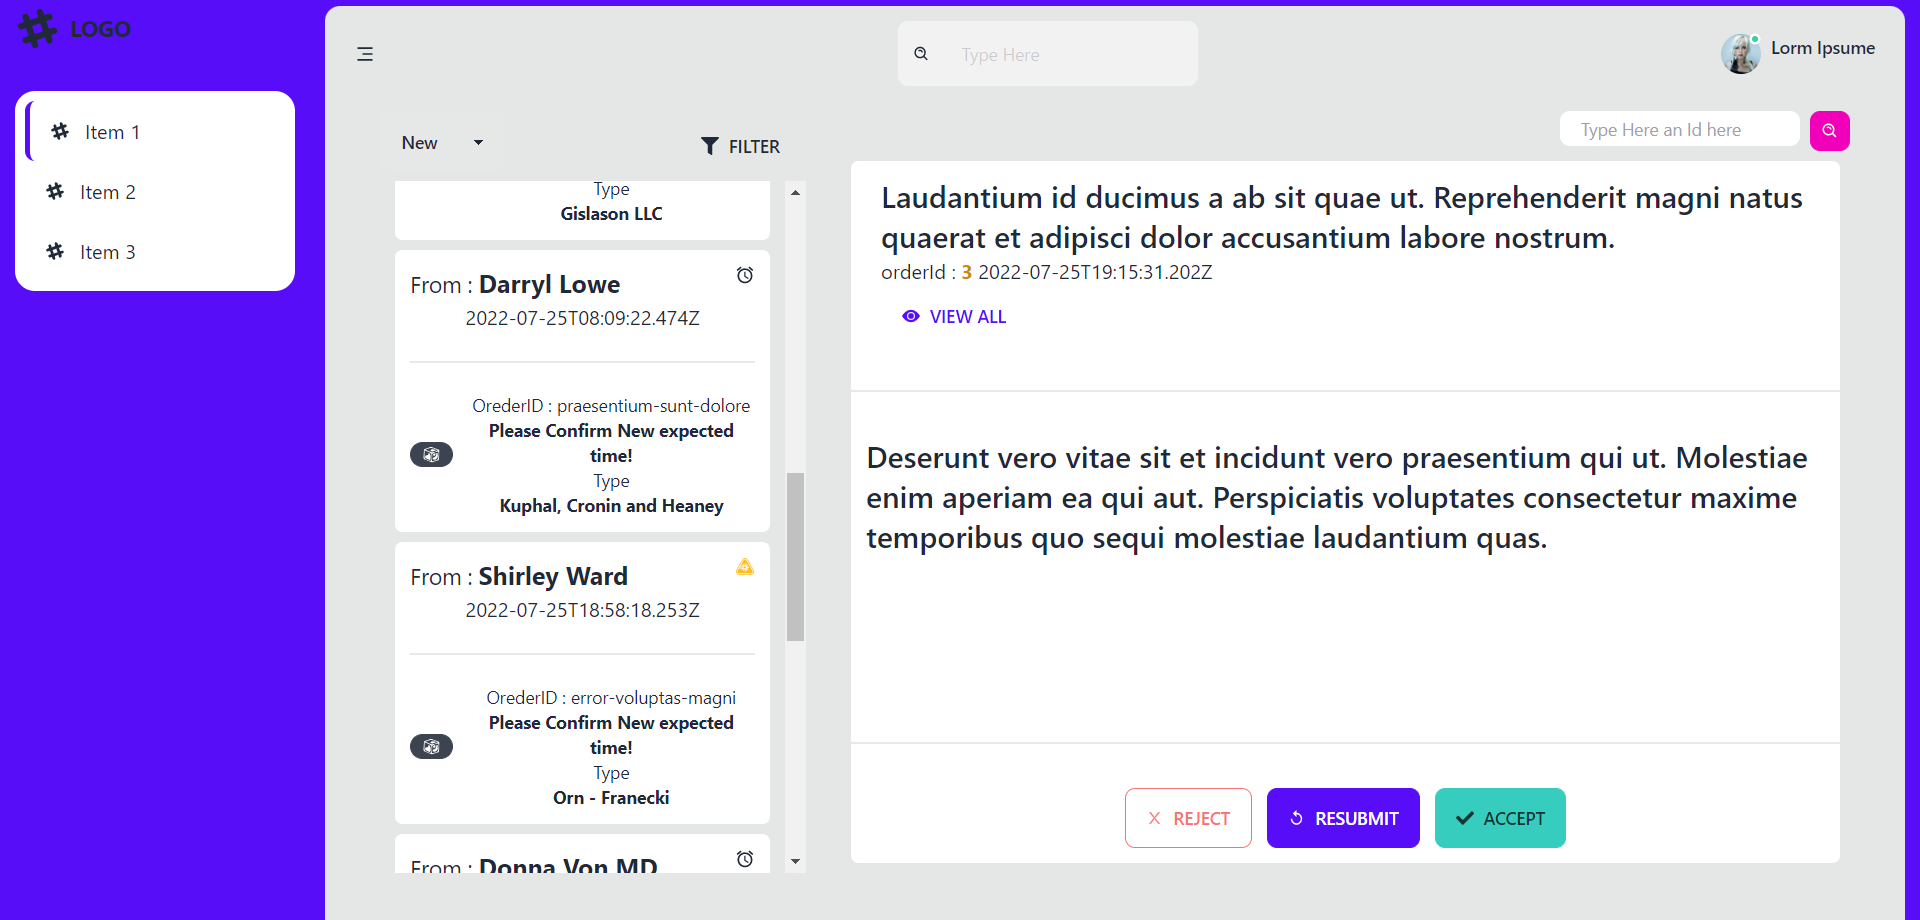 LOGO
Item 1
Item 2
Item 3
Type Here
Lorm Ipsume
New
FILTER
Type
Gislason LLC
From : Darryl Lowe
2022-07-25T08:09:22.474Z
OrederID : praesentium-sunt-dolore
Please Confirm New expected
time!
Type
Kuphal, Cronin and Heaney
From : Shirley Ward
2022-07-25T18:58:18.253Z
OrederID : error-voluptas-magni
Please Confirm New expected
time!
Type
Orn - Franecki
From : Donna Von MD
Type Here an Id here
Laudantium id ducimus a ab sit quae ut. Reprehenderit magni natus
quaerat et adipisci dolor accusantium labore nostrum.
orderId : 3 2022-07-25T19:15:31.202Z
VIEW ALL
Deserunt vero vitae sit et incidunt vero praesentium qui ut. Molestiae
enim aperiam ea qui aut. Perspiciatis voluptates consectetur maxime
temporibus quo sequi molestiae laudantium quas.
REJECT
RESUBMIT
ACCEPT